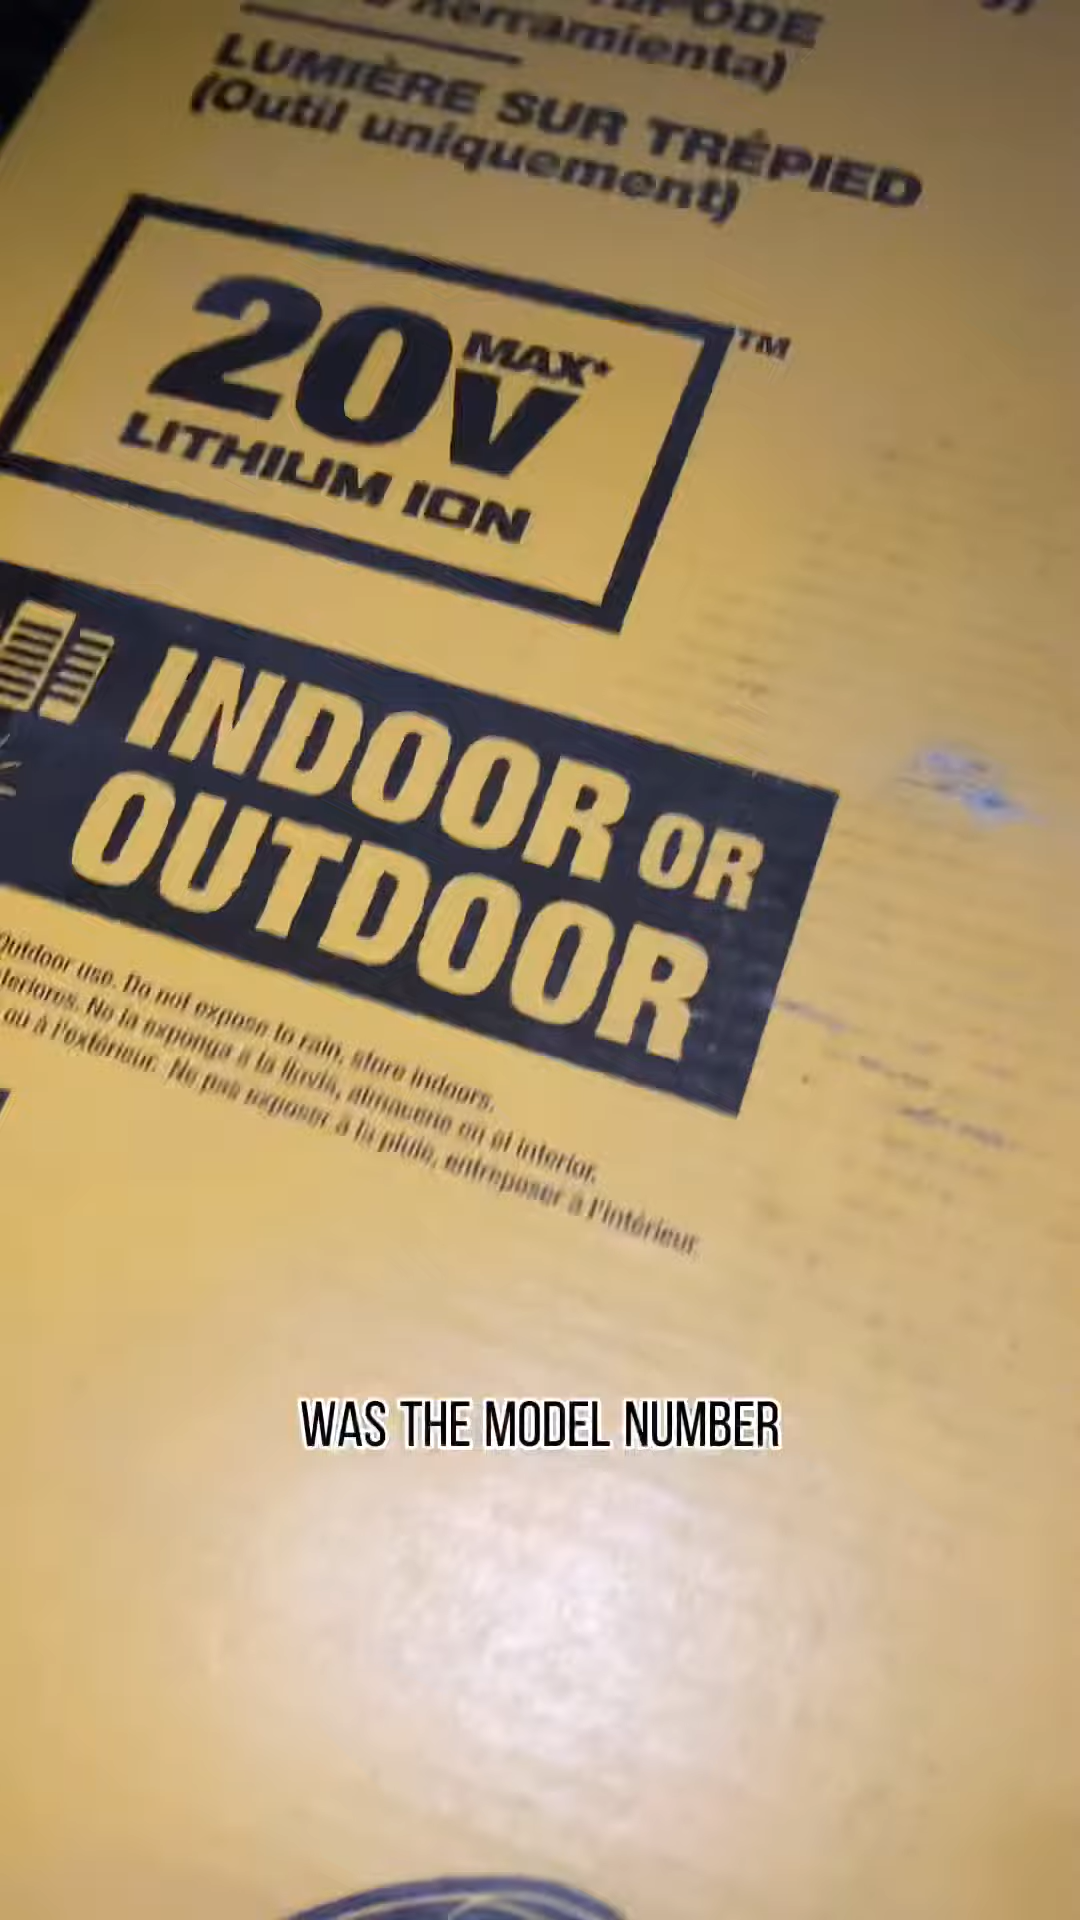 herramienta)
LUMIÈRE SUR TRÉPIED
(Outil uniquement)
20V MAX*
LITHIUM ION
TM
INDOOR OR
OUTDOOR
Outdoor use. Do not expose to rain, store indoors.
No la exponga a la lluvia, almacene en el interior.
ou à l'extérieur. Ne pas exposer à la pluie, entreposer à l'intérieur.
WAS THE MODEL NUMBER